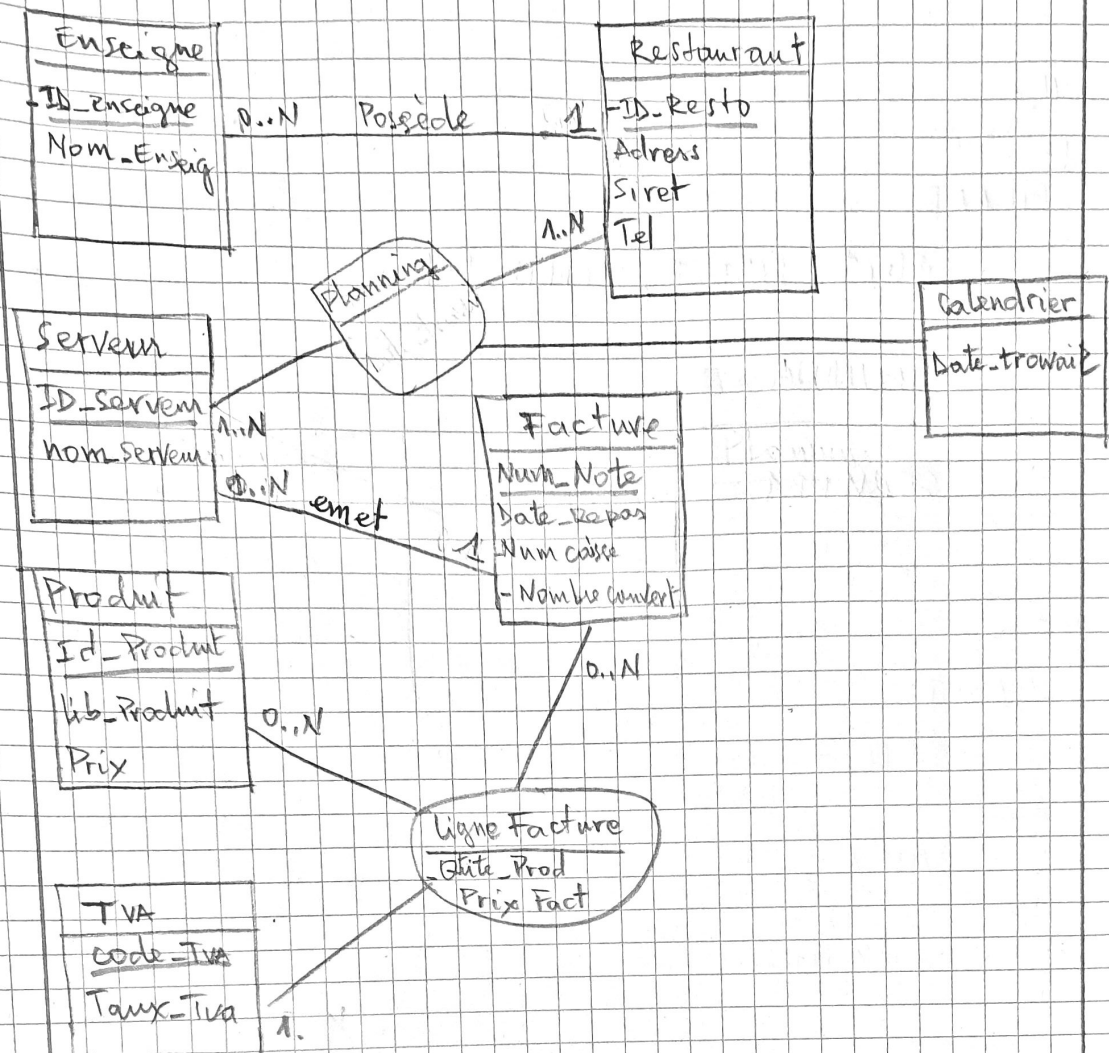 Enseigne
ID_Enseigne
Nom_Enseig
0..N Possède 1
Restaurant
-ID_Resto
Adress
Siret
Tel
1..N
Planning
Calendrier
Date_travail
Serveur
ID_Serveur
nom_Serveur
1..N
0..N emet 1
Facture
Num_Note
Date_Repas
Num caisse
- Nombre couvert
0..N
Produit
Id_Produit
Lib_Produit
Prix
0..N
Ligne Facture
-Qtite_Prod
Prix Fact
TVA
code_TVA
Taux_Tva
1.